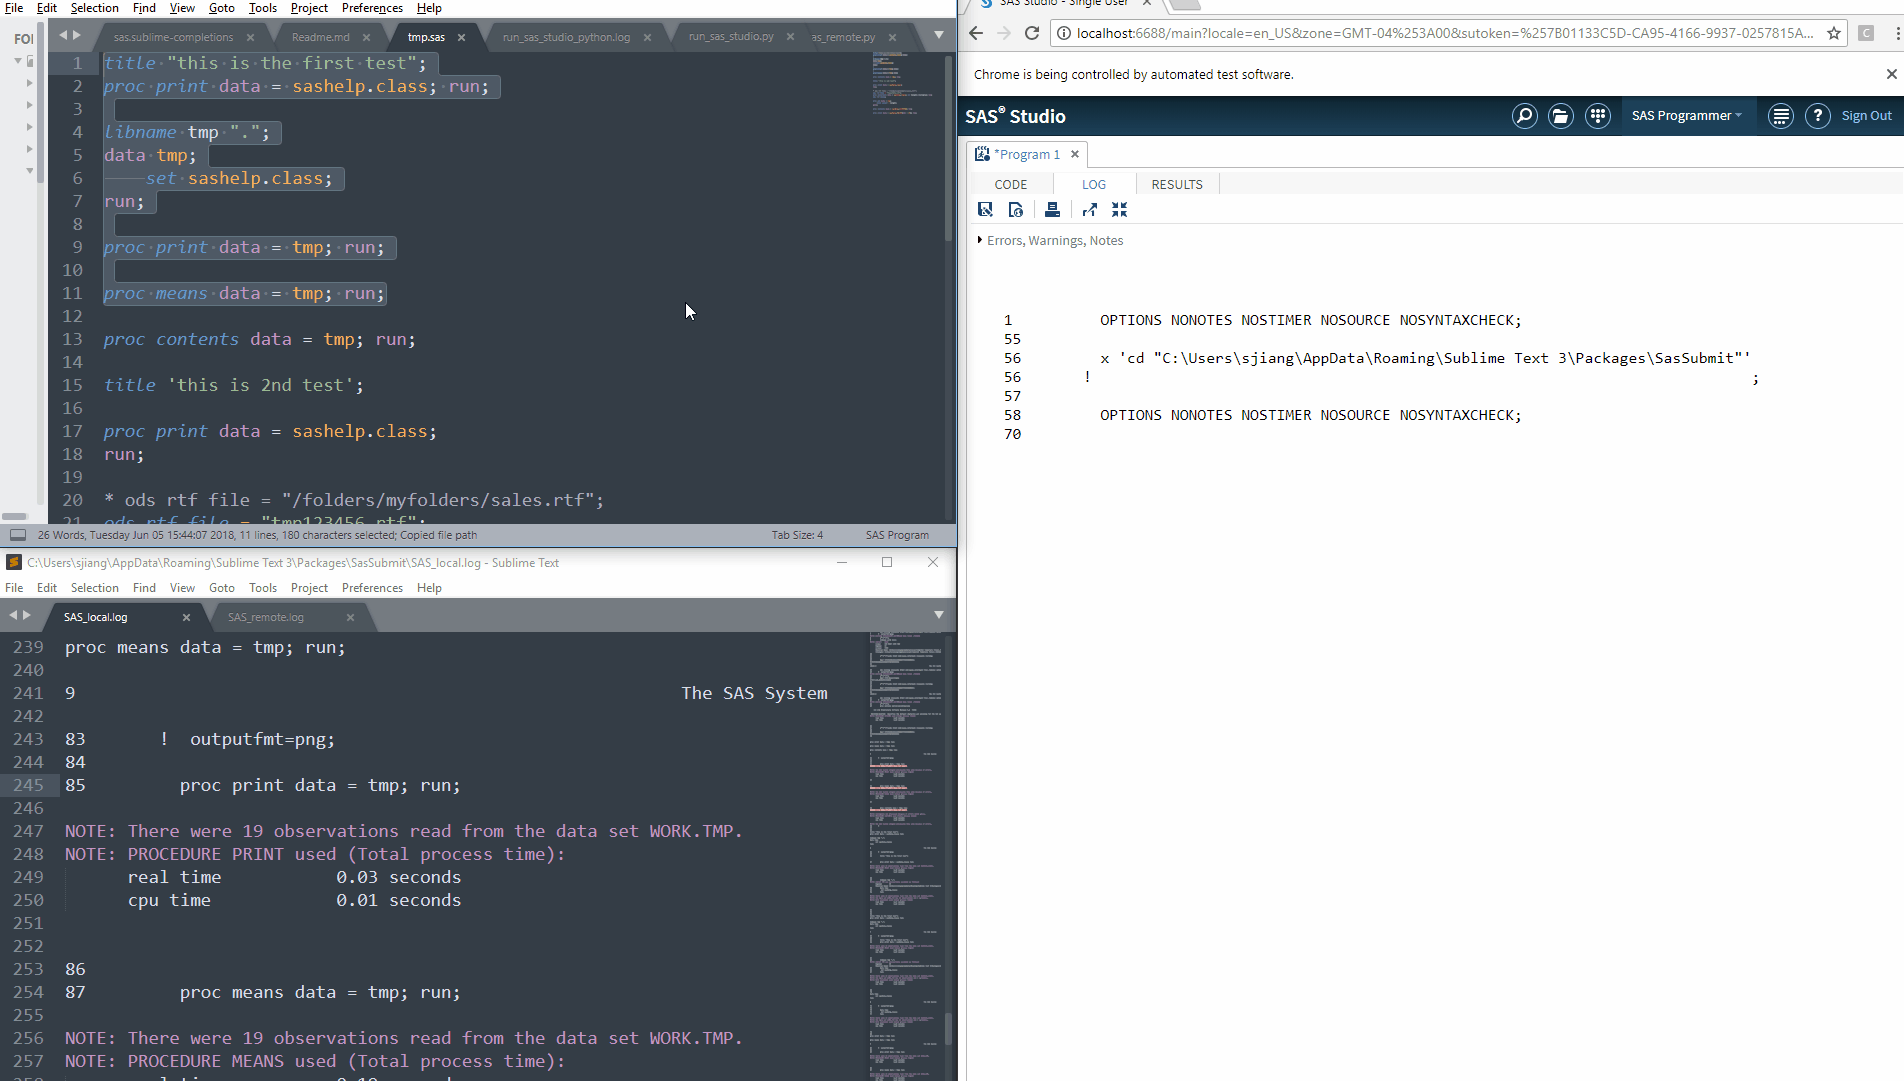 File Edit Selection Find View Goto Tools Project Preferences Help
sas.sublime-completions Readme.md tmp.sas run_sas_studio_python.log run_sas_studio.py as_remote.py
1 title "this is the first test";
2 proc print data = sashelp.class; run;
3
4 libname tmp ".";
5 data tmp;
6 set sashelp.class;
7 run;
8
9 proc print data = tmp; run;
10
11 proc means data = tmp; run;
12
13 proc contents data = tmp; run;
14
15 title 'this is 2nd test';
16
17 proc print data = sashelp.class;
18 run;
19
20 * ods rtf file = "/folders/myfolders/sales.rtf";
21 ods rtf file = "tmp123456.rtf";
26 Words, Tuesday Jun 05 15:44:07 2018, 11 lines, 180 characters selected; Copied file path Tab Size: 4 SAS Program
C:\Users\sjiang\AppData\Roaming\Sublime Text 3\Packages\SasSubmit\SAS_local.log - Sublime Text
File Edit Selection Find View Goto Tools Project Preferences Help
SAS_local.log SAS_remote.log
239 proc means data = tmp; run;
240
241 9 The SAS System
242
243 83 ! outputfmt=png;
244 84
245 85 proc print data = tmp; run;
246
247 NOTE: There were 19 observations read from the data set WORK.TMP.
248 NOTE: PROCEDURE PRINT used (Total process time):
249 real time 0.03 seconds
250 cpu time 0.01 seconds
251
252
253 86
254 87 proc means data = tmp; run;
255
256 NOTE: There were 19 observations read from the data set WORK.TMP.
257 NOTE: PROCEDURE MEANS used (Total process time):
SAS Studio - Single User
localhost:6688/main?locale=en_US&zone=GMT-04%253A00&sutoken=%257B01133C5D-CA95-4166-9937-0257815A...
Chrome is being controlled by automated test software.
SAS® Studio SAS Programmer ? Sign Out
*Program 1
CODE LOG RESULTS
Errors, Warnings, Notes
1 OPTIONS NONOTES NOSTIMER NOSOURCE NOSYNTAXCHECK;
55
56 x 'cd "C:\Users\sjiang\AppData\Roaming\Sublime Text 3\Packages\SasSubmit"'
56 ! ;
57
58 OPTIONS NONOTES NOSTIMER NOSOURCE NOSYNTAXCHECK;
70